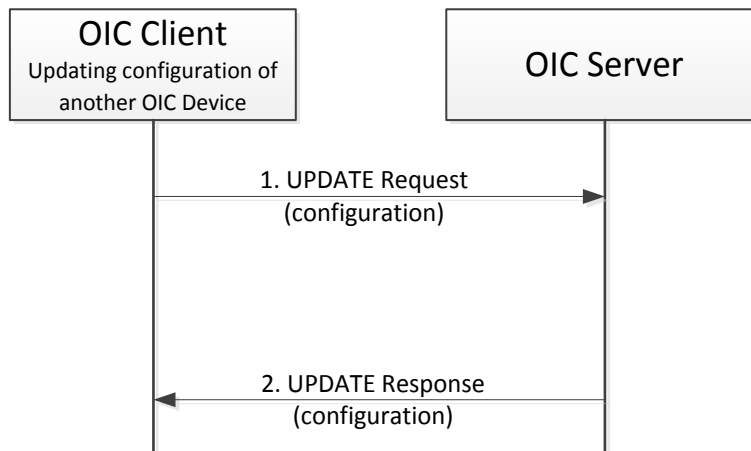 OIC Client
Updating configuration of
another OIC Device
OIC Server
1. UPDATE Request
(configuration)
2. UPDATE Response
(configuration)